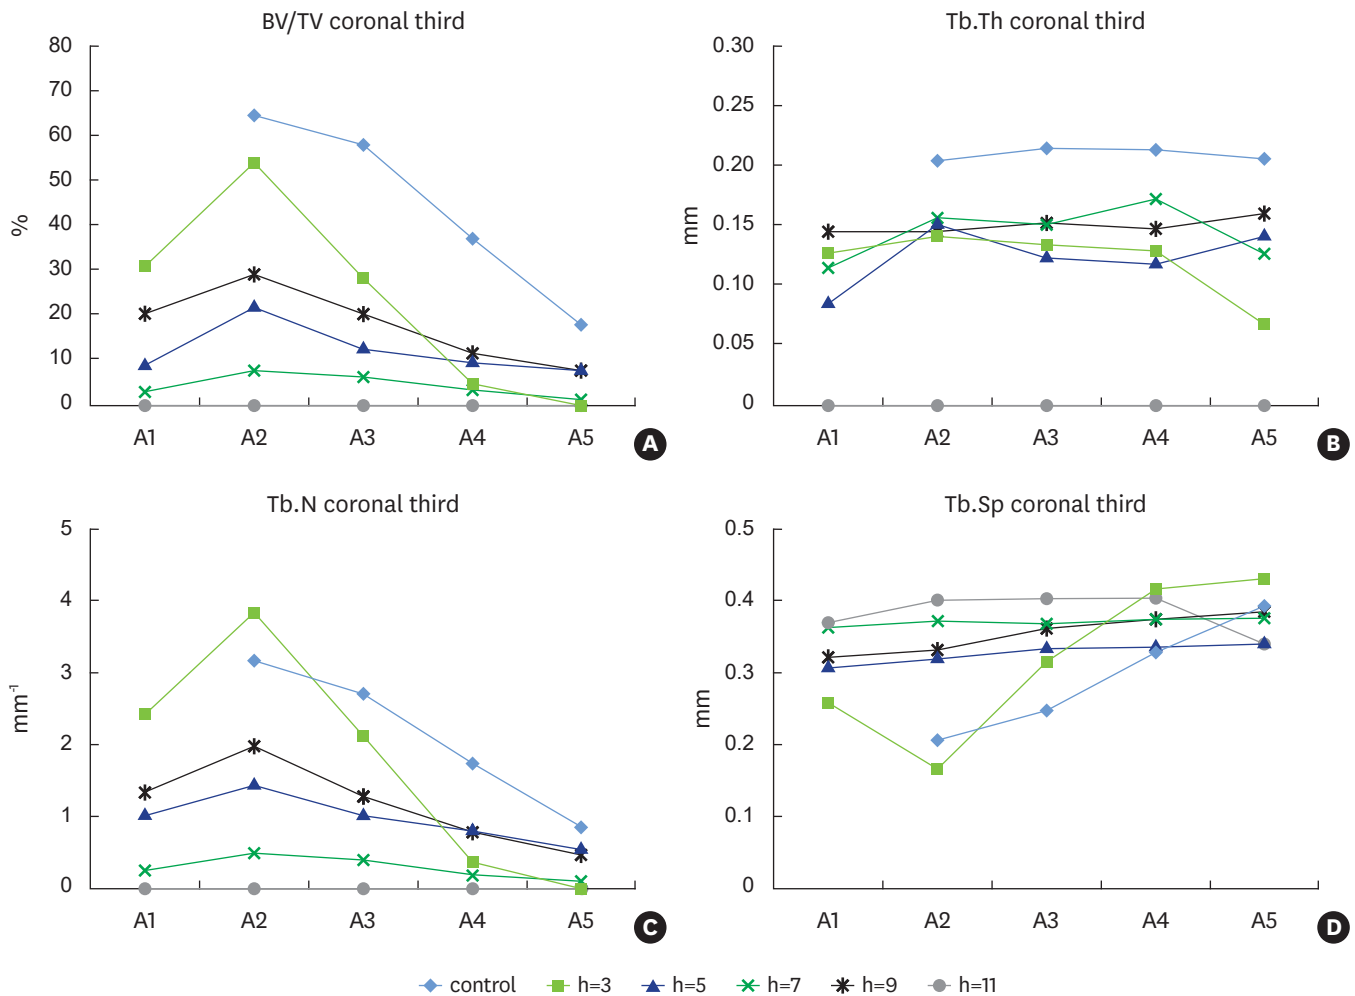 BV/TV coronal third
80
70
60
50
40
30
20
10
0
%
A1 A2 A3 A4 A5
A
Tb.Th coronal third
0.30
0.25
0.20
0.15
0.10
0.05
0
mm
A1 A2 A3 A4 A5
B
Tb.N coronal third
5
4
3
2
1
0
mm⁻¹
A1 A2 A3 A4 A5
C
Tb.Sp coronal third
0.5
0.4
0.3
0.2
0.1
0
mm
A1 A2 A3 A4 A5
D
control h=3 h=5 h=7 h=9 h=11